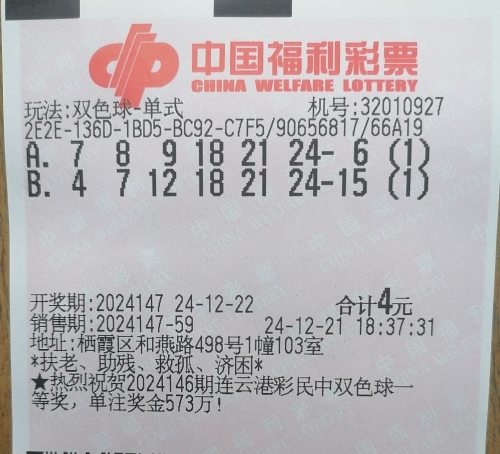 中国福利彩票
CHINA WELFARE LOTTERY
玩法:双色球-单式 机号:32010927
2E2E-136D-1BD5-BC92-C7F5/90656817/66A19
A. 7 8 9 18 21 24- 6 (1)
B. 4 7 12 18 21 24-15 (1)
开奖期:2024147 24-12-22 合计4元
销售期:2024147-59 24-12-21 18:37:31
地址:栖霞区和燕路498号1幢103室
*扶老、助残、救孤、济困*
★热烈祝贺2024146期连云港彩民中双色球一
等奖,单注奖金573万!